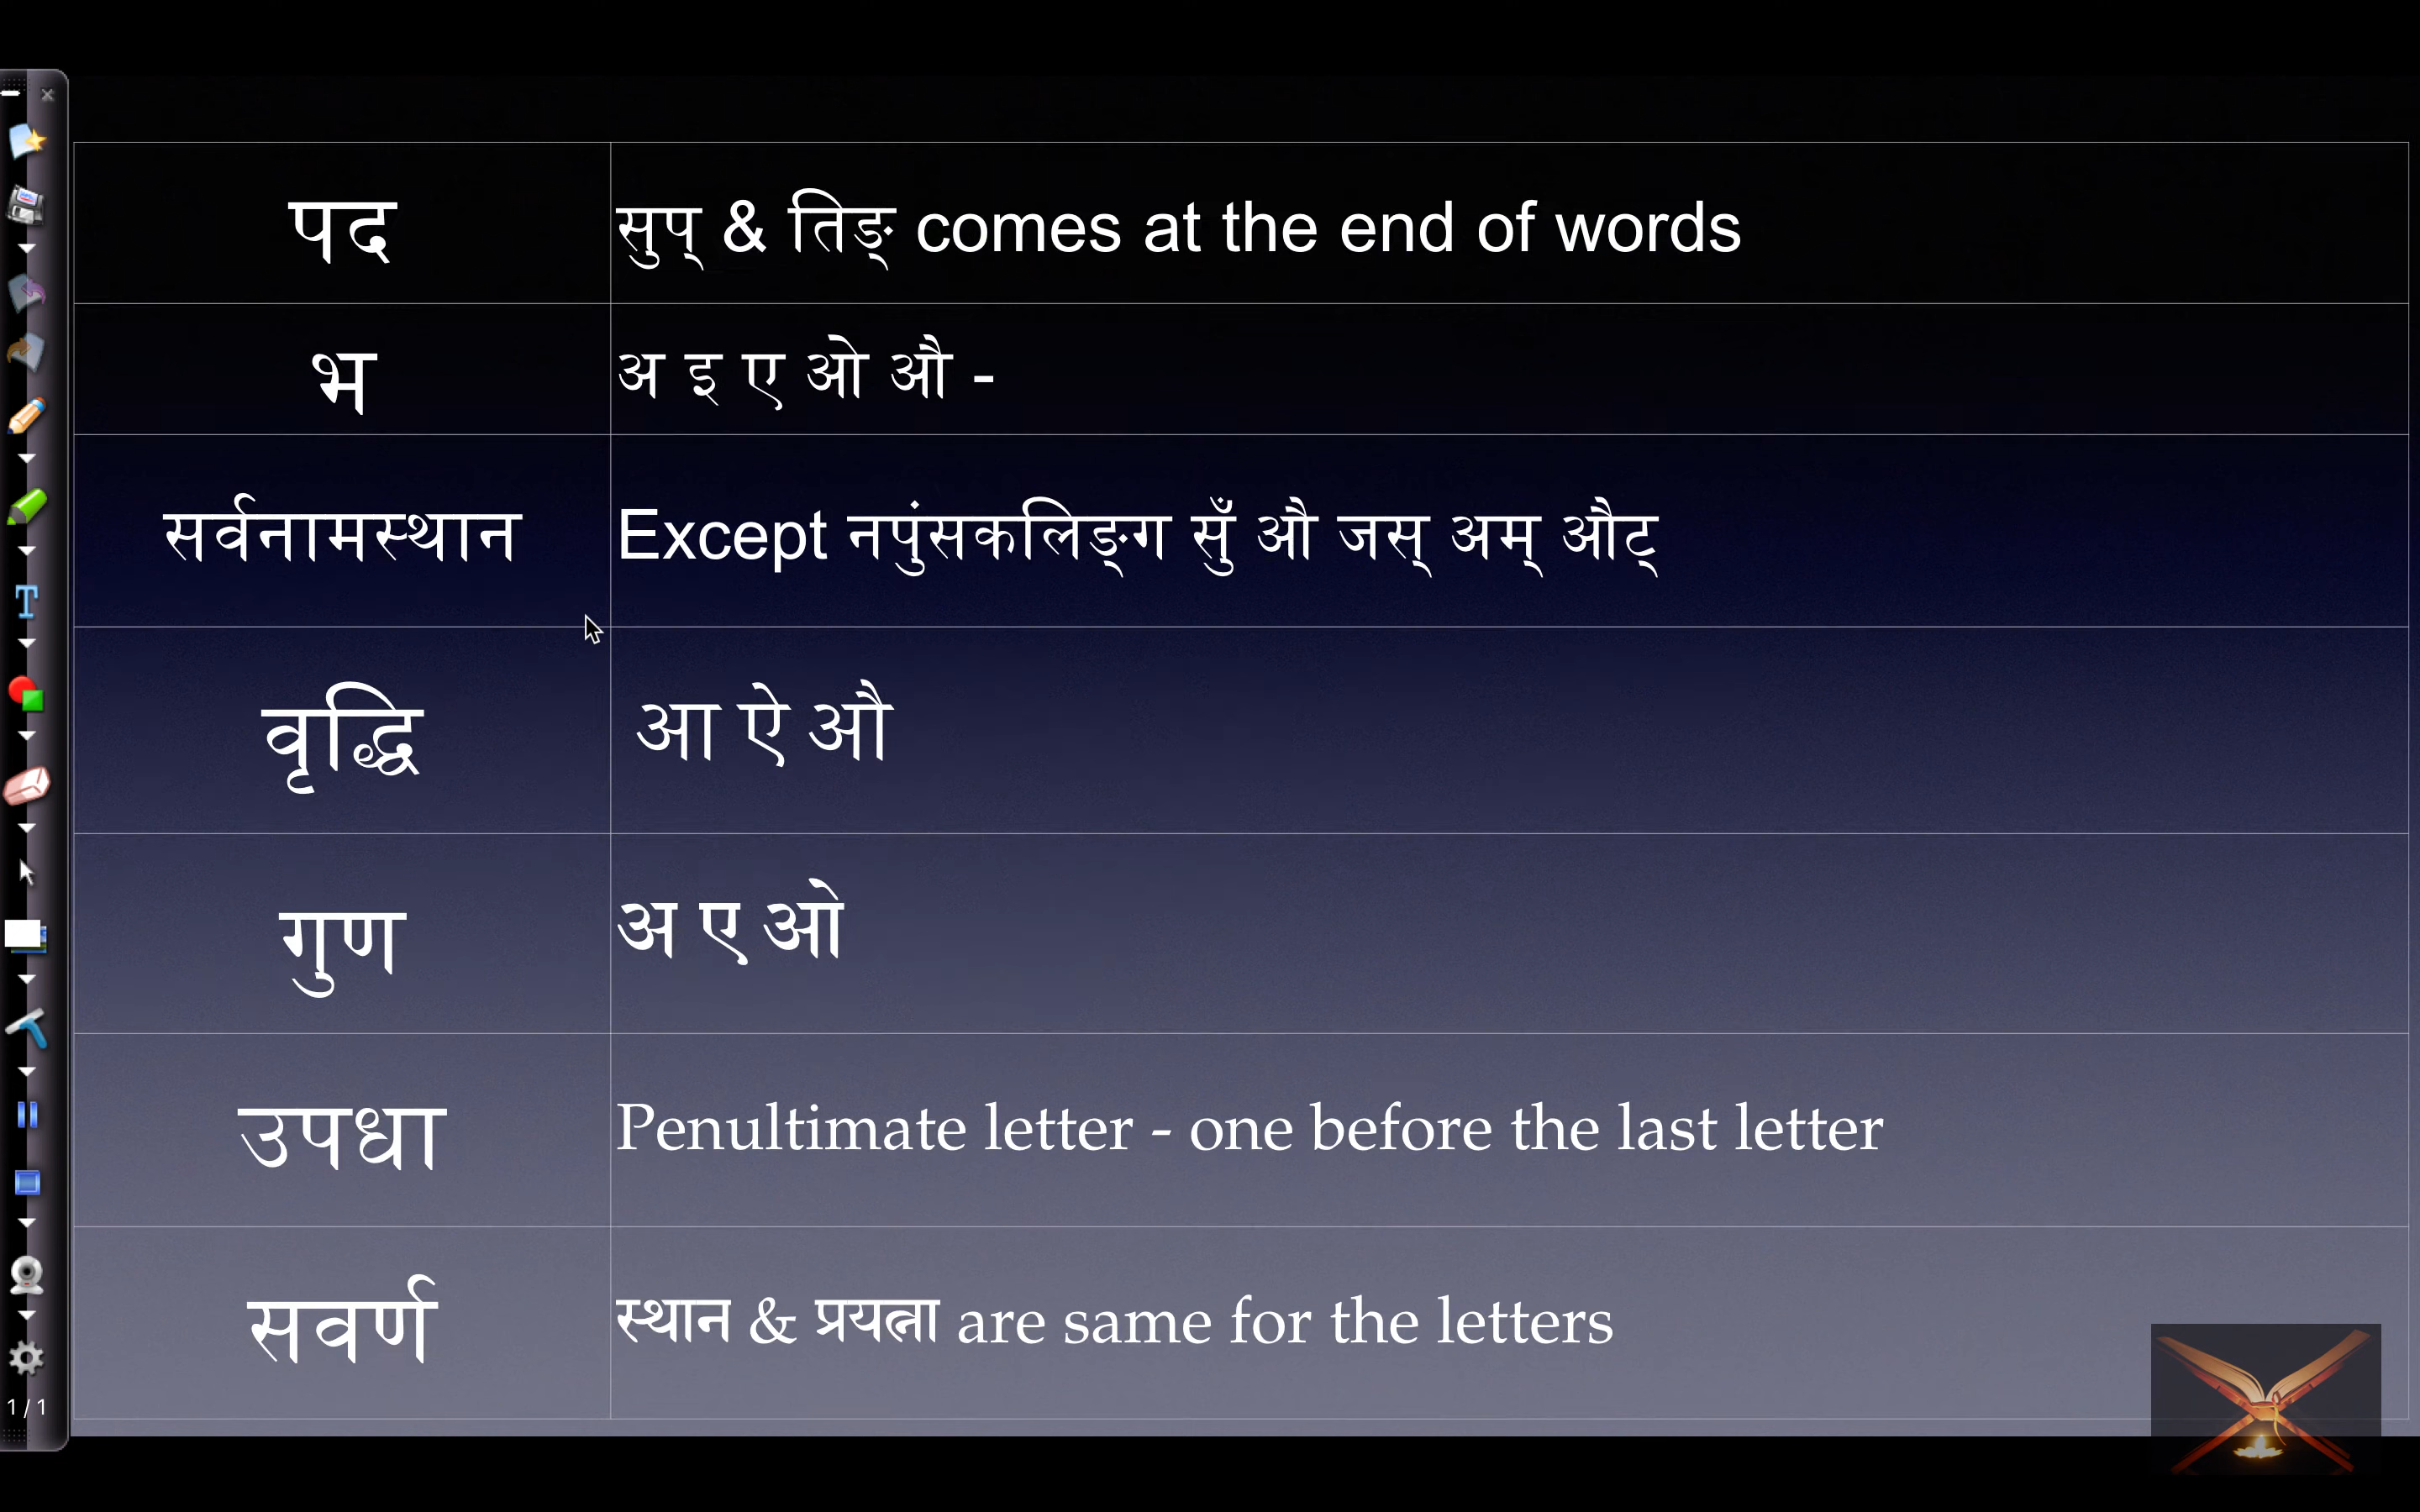 पद
सुप् & तिङ् comes at the end of words
भ
अ इ ए ओ औ -
सर्वनामस्थान
Except नपुंसकलिङ्ग सुँ औ जस् अम् औट्
वृद्धि
आ ऐ औ
गुण
अ ए ओ
उपधा
Penultimate letter - one before the last letter
सवर्ण
स्थान & प्रयत्ना are same for the letters
1 / 1